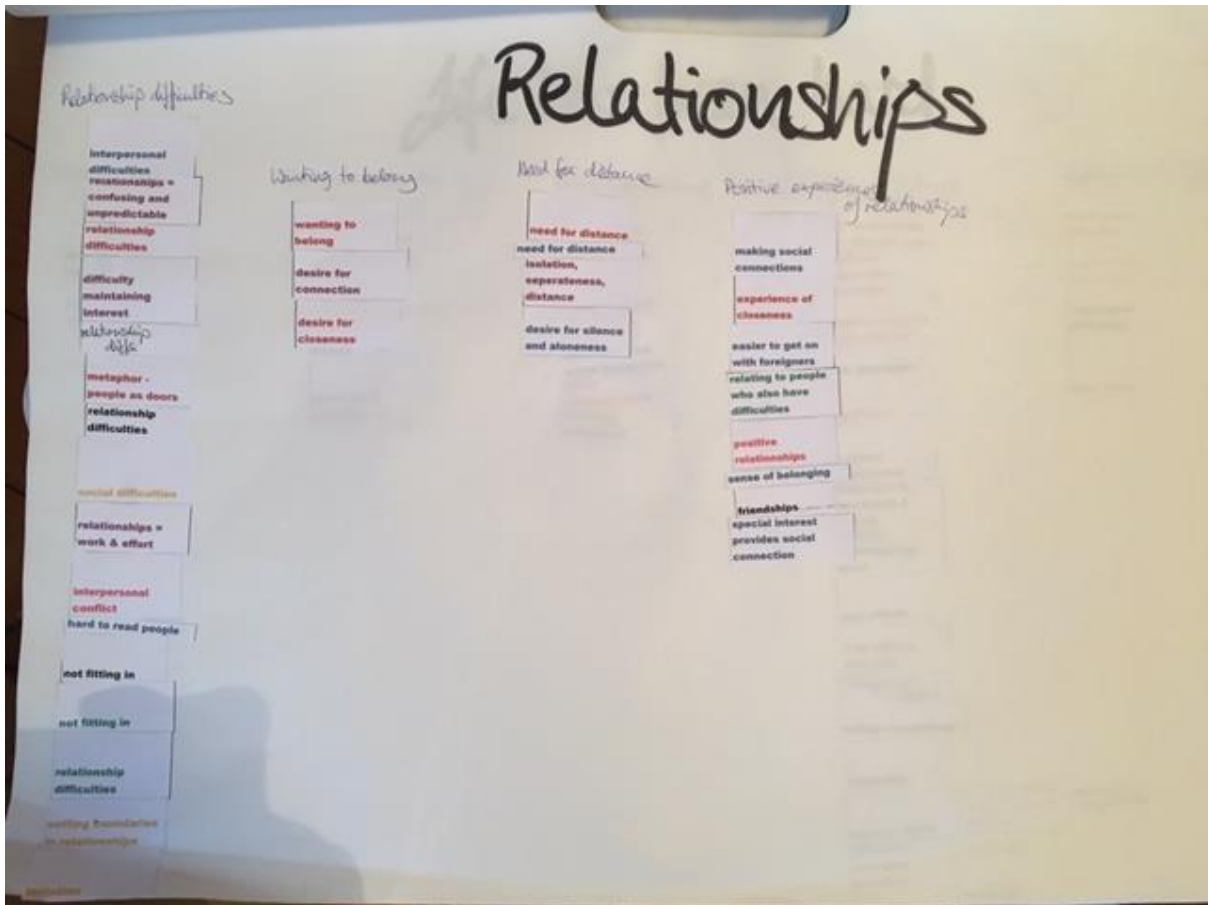 Relationships
Relationship difficulties
interpersonal
difficulties
relationships =
confusing and
unpredictable
relationship
difficulties
difficulty
maintaining
interest
relationship
diffs
metaphor -
people as doors
relationship
difficulties
social difficulties
relationships =
work & effort
interpersonal
conflict
hard to read people
not fitting in
not fitting in
relationship
difficulties
setting boundaries
in relationships
Wanting to belong
wanting to
belong
desire for
connection
desire for
closeness
Need for distance
need for distance
need for distance
isolation,
seperateness,
distance
desire for silence
and aloneness
Positive experiences
of relationships
making social
connections
experience of
closeness
easier to get on
with foreigners
relating to people
who also have
difficulties
positive
relationships
sense of belonging
friendships
special interest
provides social
connection